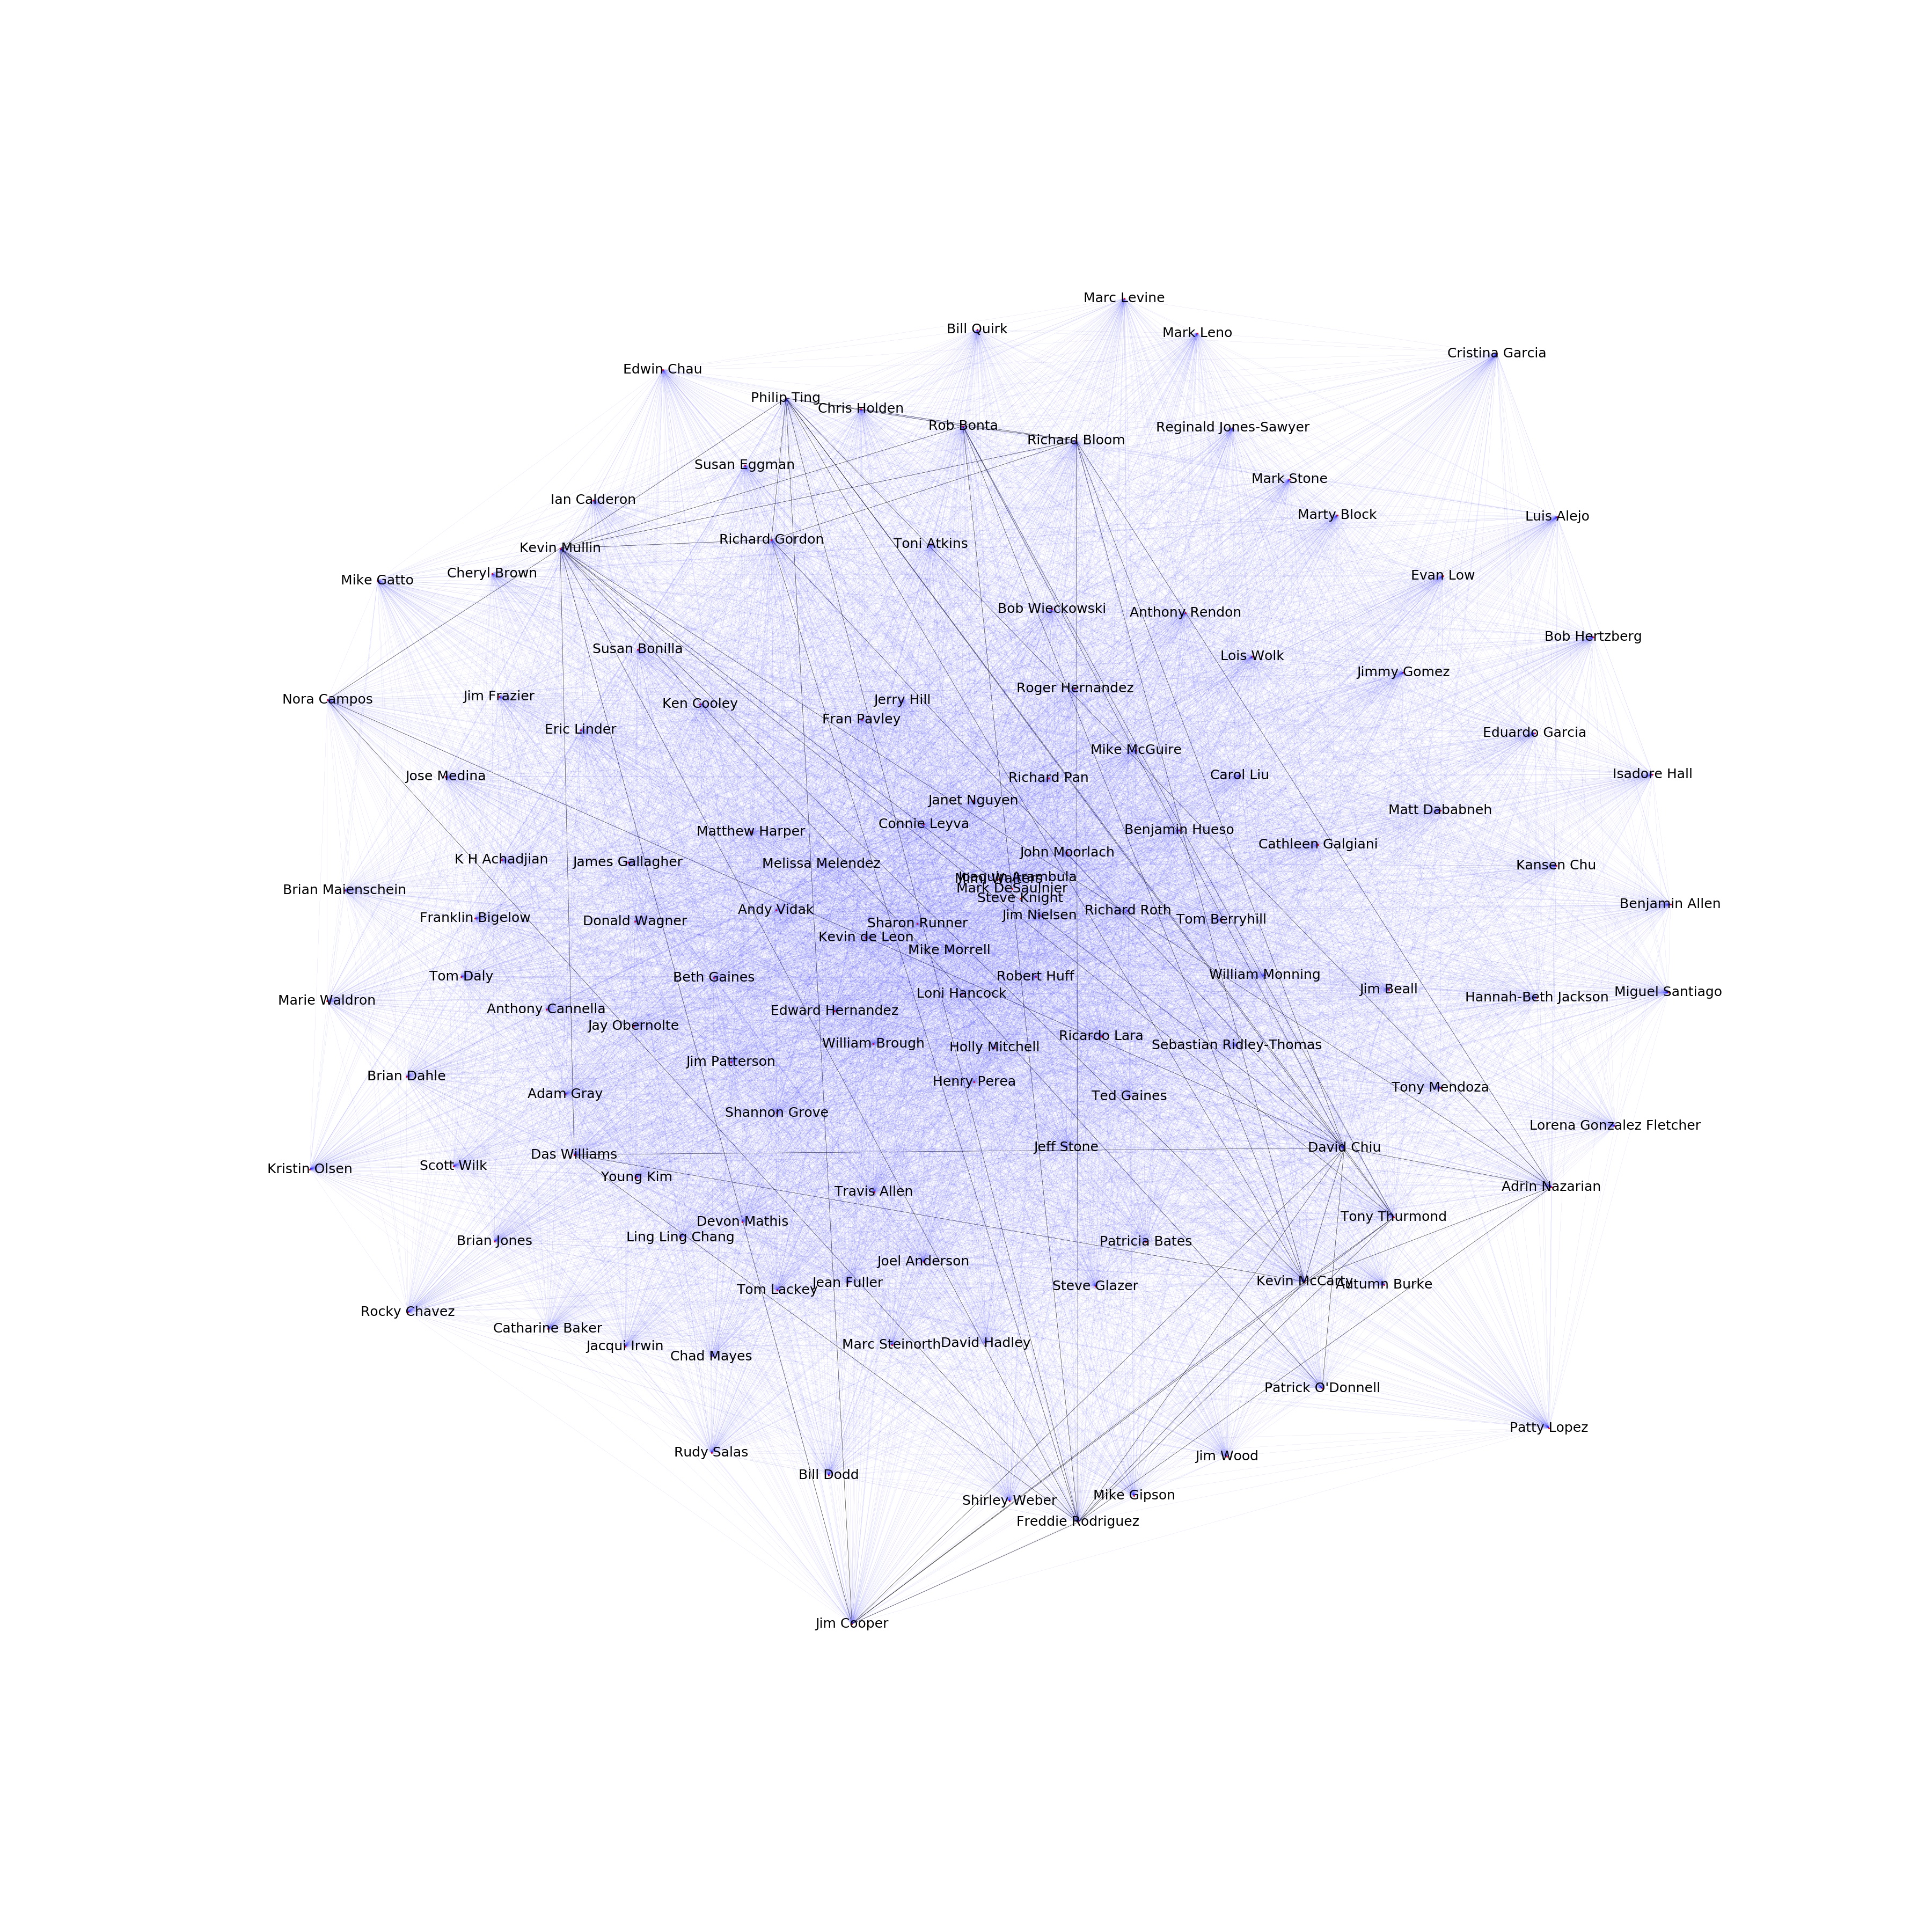 Marc Levine
Bill Quirk
Mark Leno
Cristina Garcia
Edwin Chau
Philip Ting
Chris Holden
Rob Bonta
Reginald Jones-Sawyer
Richard Bloom
Susan Eggman
Mark Stone
Ian Calderon
Marty Block
Luis Alejo
Richard Gordon
Toni Atkins
Kevin Mullin
Cheryl Brown
Evan Low
Mike Gatto
Bob Wieckowski
Anthony Rendon
Bob Hertzberg
Susan Bonilla
Lois Wolk
Jimmy Gomez
Roger Hernandez
Jim Frazier
Nora Campos
Jerry Hill
Ken Cooley
Fran Pavley
Eric Linder
Eduardo Garcia
Mike McGuire
Isadore Hall
Carol Liu
Jose Medina
Richard Pan
Janet Nguyen
Matt Dababneh
Connie Leyva
Benjamin Hueso
Matthew Harper
Cathleen Galgiani
John Moorlach
K H Achadjian
James Gallagher
Melissa Melendez
Kansen Chu
Joaquin Arambula
Mimi Walters
Mark DeSaulnier
Brian Maienschein
Steve Knight
Benjamin Allen
Andy Vidak
Richard Roth
Jim Nielsen
Franklin Bigelow
Tom Berryhill
Donald Wagner
Sharon Runner
Kevin de Leon
Mike Morrell
William Monning
Tom Daly
Robert Huff
Beth Gaines
Jim Beall
Miguel Santiago
Loni Hancock
Hannah-Beth Jackson
Marie Waldron
Anthony Cannella
Edward Hernandez
Jay Obernolte
Ricardo Lara
William Brough
Sebastian Ridley-Thomas
Holly Mitchell
Jim Patterson
Brian Dahle
Henry Perea
Tony Mendoza
Adam Gray
Ted Gaines
Shannon Grove
Lorena Gonzalez Fletcher
Jeff Stone
David Chiu
Das Williams
Scott Wilk
Kristin Olsen
Young Kim
Adrin Nazarian
Travis Allen
Tony Thurmond
Devon Mathis
Ling Ling Chang
Brian Jones
Patricia Bates
Joel Anderson
Kevin McCarty
Jean Fuller
Autumn Burke
Steve Glazer
Tom Lackey
Rocky Chavez
Catharine Baker
David Hadley
Marc Steinorth
Jacqui Irwin
Chad Mayes
Patrick O'Donnell
Patty Lopez
Rudy Salas
Jim Wood
Bill Dodd
Mike Gipson
Shirley Weber
Freddie Rodriguez
Jim Cooper